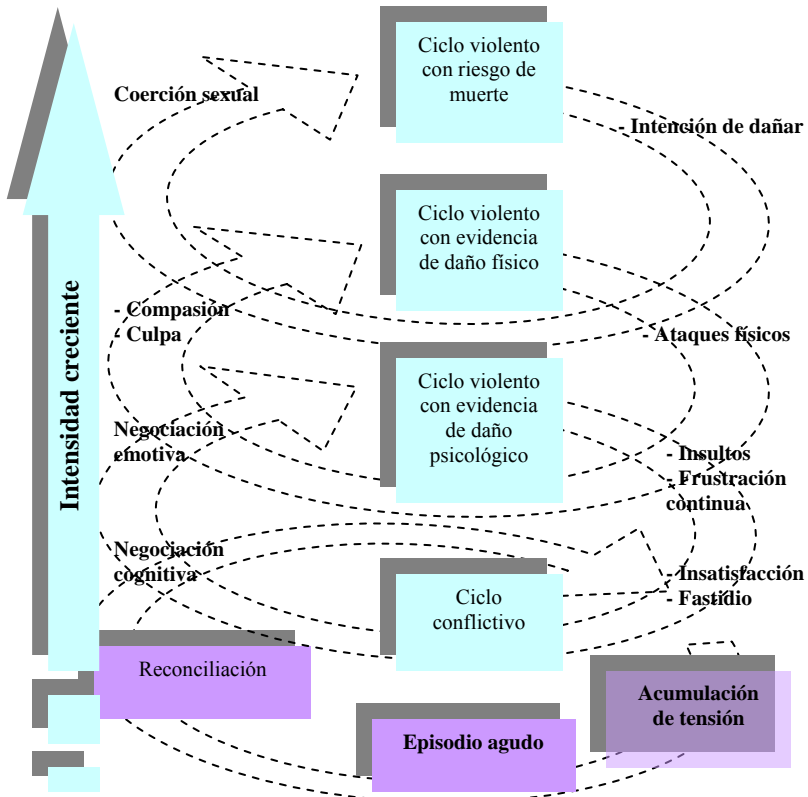 Ciclo violento
con riesgo de
muerte
Coerción sexual
- Intención de dañar
Ciclo violento
con evidencia
de daño físico
- Compasión
- Culpa
- Ataques físicos
Intensidad creciente
Ciclo violento
con evidencia
de daño
psicológico
Negociación
emotiva
- Insultos
- Frustración
continua
Negociación
cognitiva
- Insatisfacción
- Fastidio
Ciclo
conflictivo
Reconciliación
Acumulación
de tensión
Episodio agudo